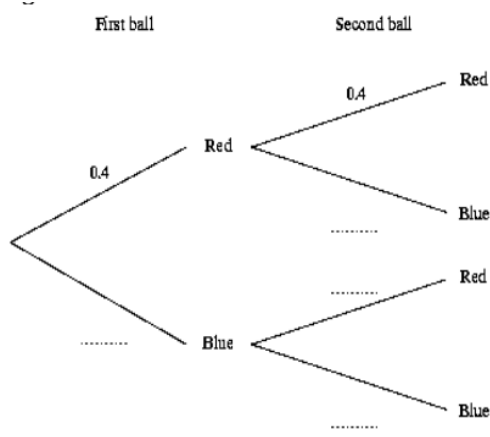 First ball Second ball
Red
0.4
Red
0.4
Blue
...........
Red
...........
Blue
...........
Blue
...........